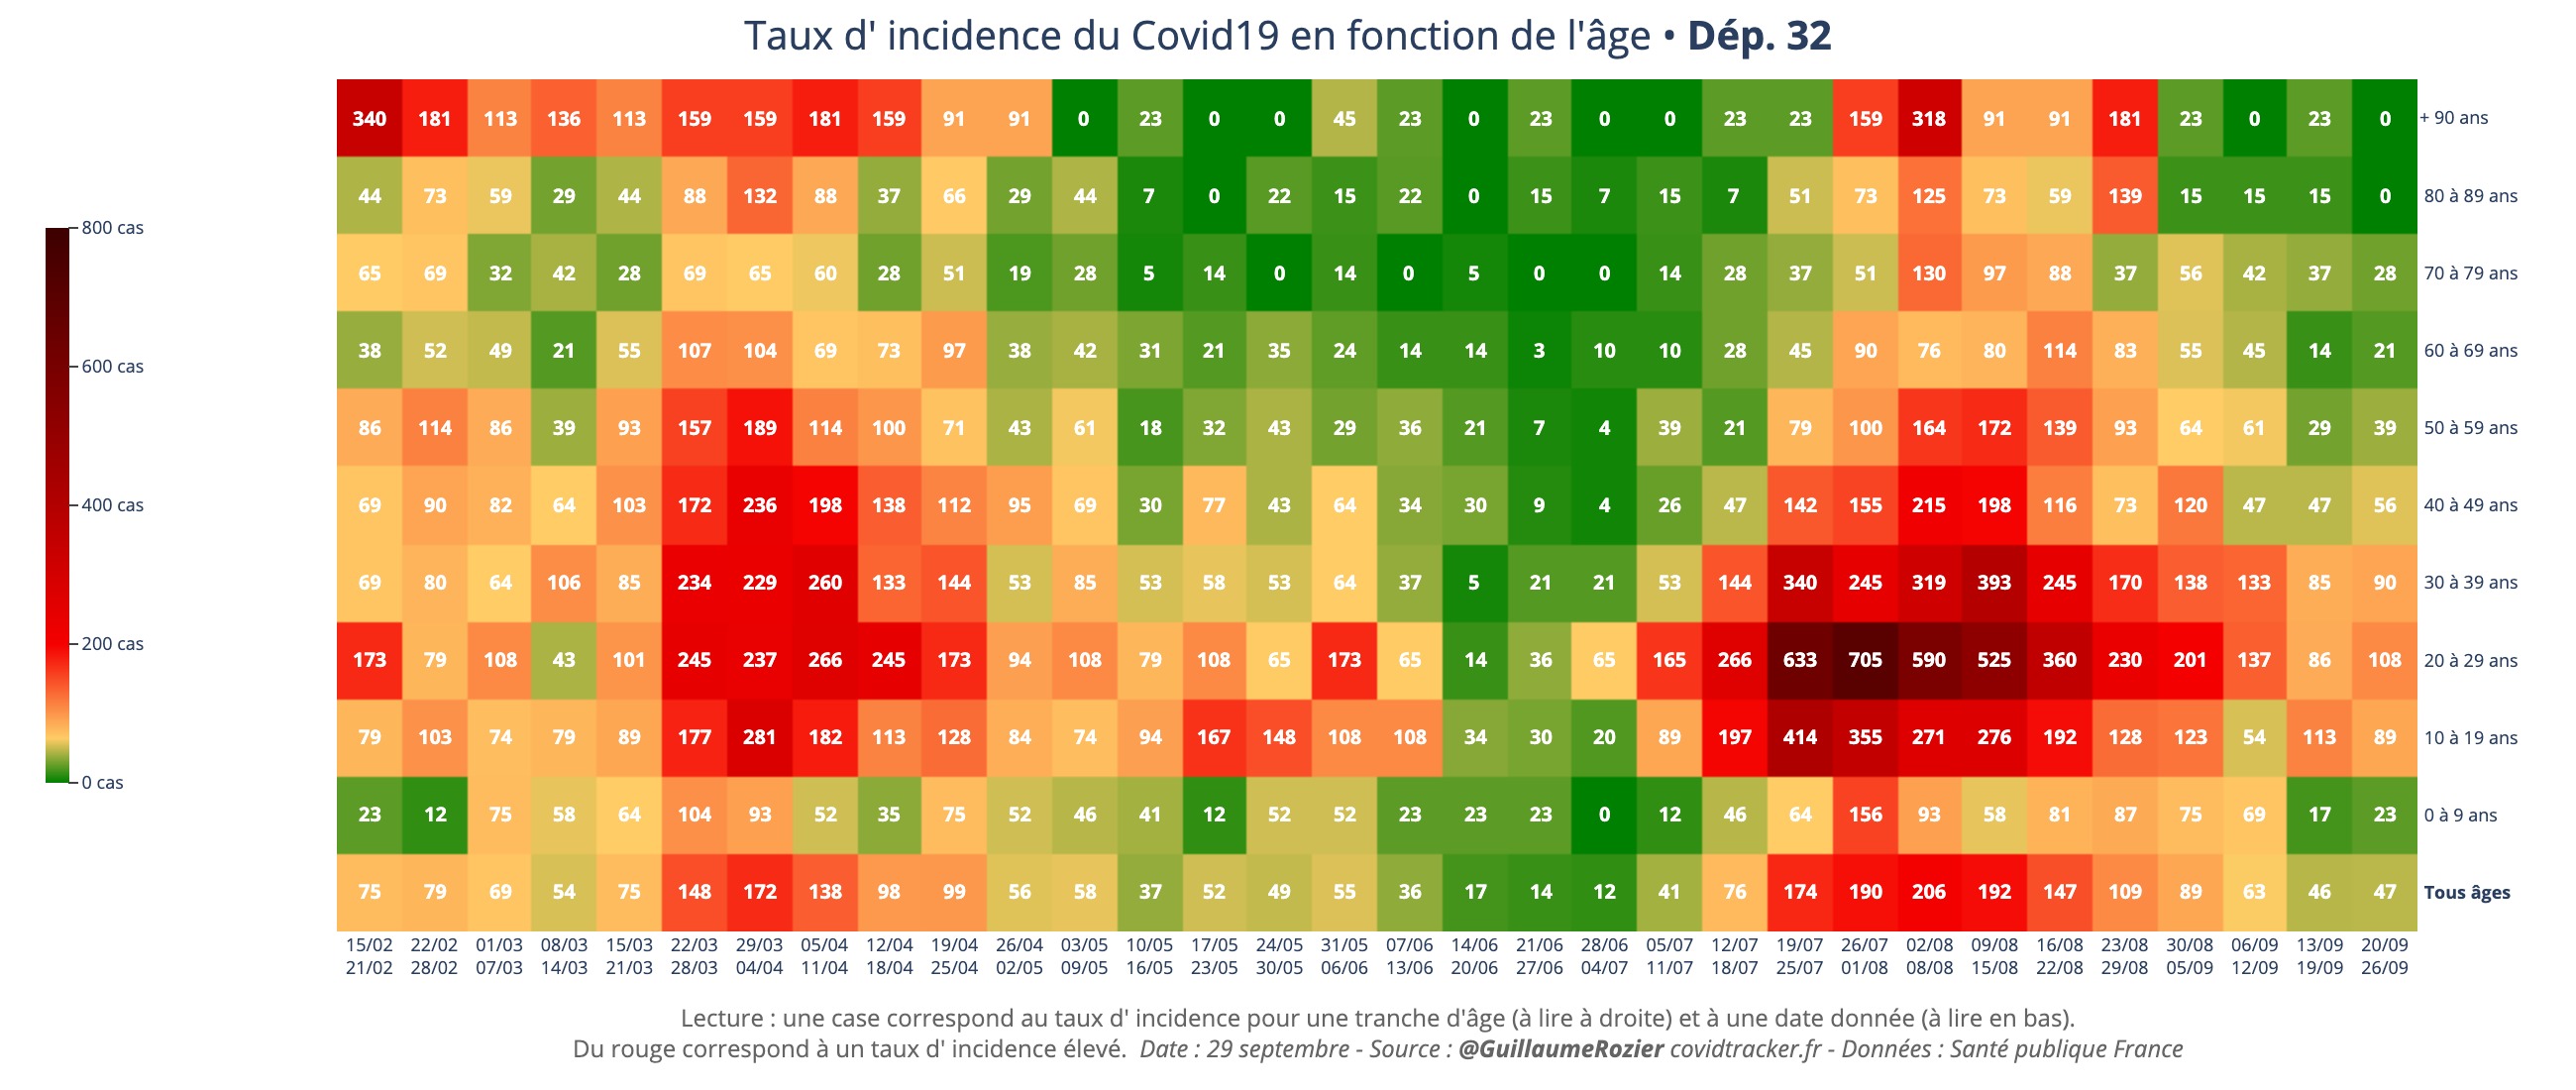 Taux d' incidence du Covid19 en fonction de l'âge • Dép. 32
340 181 113 136 113 159 159 181 159 91 91 0 23 0 0 45 23 0 23 0 0 23 23 159 318 91 91 181 23 0 23 0 + 90 ans
44 73 59 29 44 88 132 88 37 66 29 44 7 0 22 15 22 0 15 7 15 7 51 73 125 73 59 139 15 15 15 0 80 à 89 ans
800 cas
65 69 32 42 28 69 65 60 28 51 19 28 5 14 0 14 0 5 0 0 14 28 37 51 130 97 88 37 56 42 37 28 70 à 79 ans
38 52 49 21 55 107 104 69 73 97 38 42 31 21 35 24 14 14 3 10 10 28 45 90 76 80 114 83 55 45 14 21 60 à 69 ans
600 cas
86 114 86 39 93 157 189 114 100 71 43 61 18 32 43 29 36 21 7 4 39 21 79 100 164 172 139 93 64 61 29 39 50 à 59 ans
400 cas
69 90 82 64 103 172 236 198 138 112 95 69 30 77 43 64 34 30 9 4 26 47 142 155 215 198 116 73 120 47 47 56 40 à 49 ans
69 80 64 106 85 234 229 260 133 144 53 85 53 58 53 64 37 5 21 21 53 144 340 245 319 393 245 170 138 133 85 90 30 à 39 ans
200 cas
173 79 108 43 101 245 237 266 245 173 94 108 79 108 65 173 65 14 36 65 165 266 633 705 590 525 360 230 201 137 86 108 20 à 29 ans
79 103 74 79 89 177 281 182 113 128 84 74 94 167 148 108 108 34 30 20 89 197 414 355 271 276 192 128 123 54 113 89 10 à 19 ans
0 cas
23 12 75 58 64 104 93 52 35 75 52 46 41 12 52 52 23 23 23 0 12 46 64 156 93 58 81 87 75 69 17 23 0 à 9 ans
75 79 69 54 75 148 172 138 98 99 56 58 37 52 49 55 36 17 14 12 41 76 174 190 206 192 147 109 89 63 46 47 Tous âges
15/02 22/02 01/03 08/03 15/03 22/03 29/03 05/04 12/04 19/04 26/04 03/05 10/05 17/05 24/05 31/05 07/06 14/06 21/06 28/06 05/07 12/07 19/07 26/07 02/08 09/08 16/08 23/08 30/08 06/09 13/09 20/09
21/02 28/02 07/03 14/03 21/03 28/03 04/04 11/04 18/04 25/04 02/05 09/05 16/05 23/05 30/05 06/06 13/06 20/06 27/06 04/07 11/07 18/07 25/07 01/08 08/08 15/08 22/08 29/08 05/09 12/09 19/09 26/09
Lecture : une case correspond au taux d' incidence pour une tranche d'âge (à lire à droite) et à une date donnée (à lire en bas).
Du rouge correspond à un taux d' incidence élevé. Date : 29 septembre - Source : @GuillaumeRozier covidtracker.fr - Données : Santé publique France